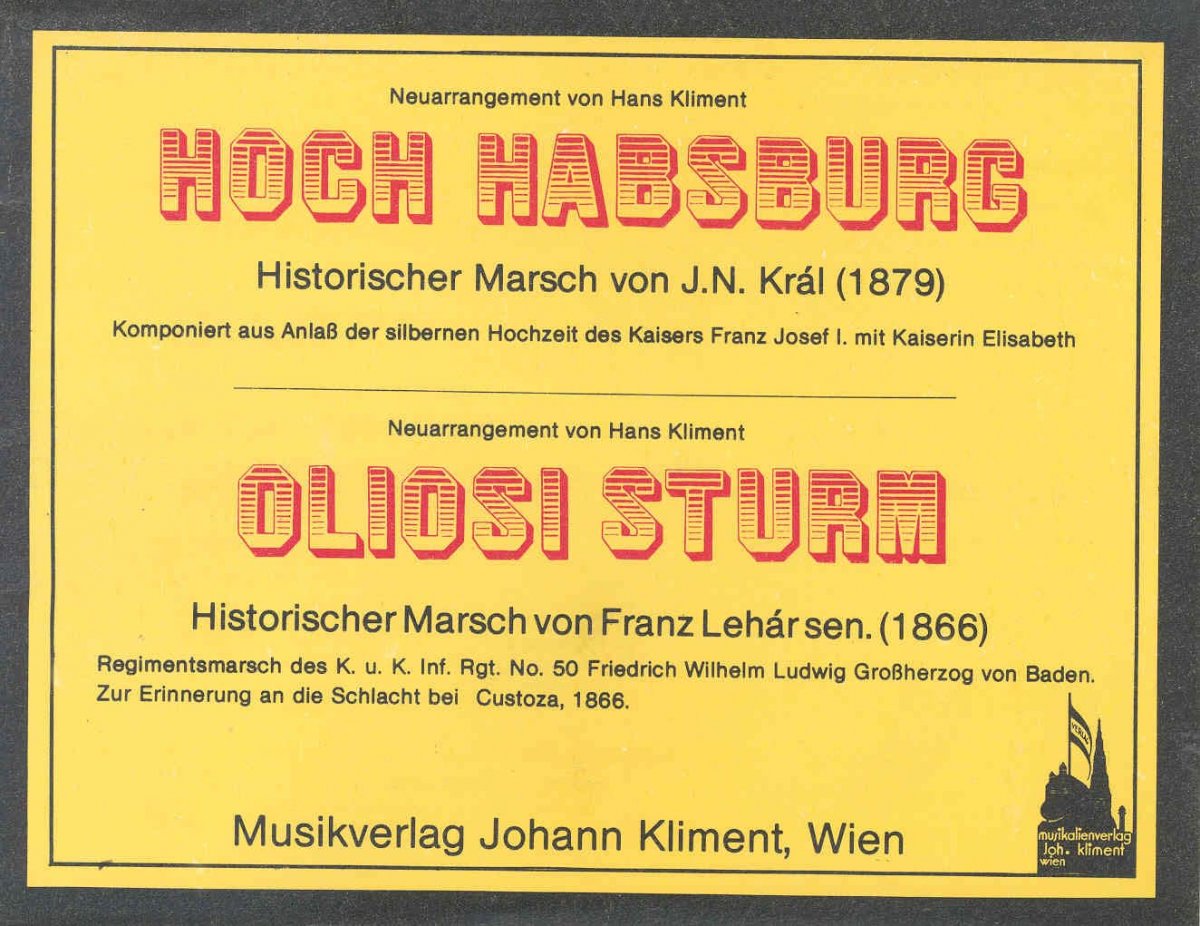 Neuarrangement von Hans Kliment
HOCH HABSBURG
Historischer Marsch von J.N. Král (1879)
Komponiert aus Anlaß der silbernen Hochzeit des Kaisers Franz Josef I. mit Kaiserin Elisabeth
Neuarrangement von Hans Kliment
OLIOSI STURM
Historischer Marsch von Franz Lehár sen. (1866)
Regimentsmarsch des K. u. K. Inf. Rgt. No. 50 Friedrich Wilhelm Ludwig Großherzog von Baden.
Zur Erinnerung an die Schlacht bei Custoza, 1866.
VERLAG
musikalienverlag
Joh. kliment
wien
Musikverlag Johann Kliment, Wien